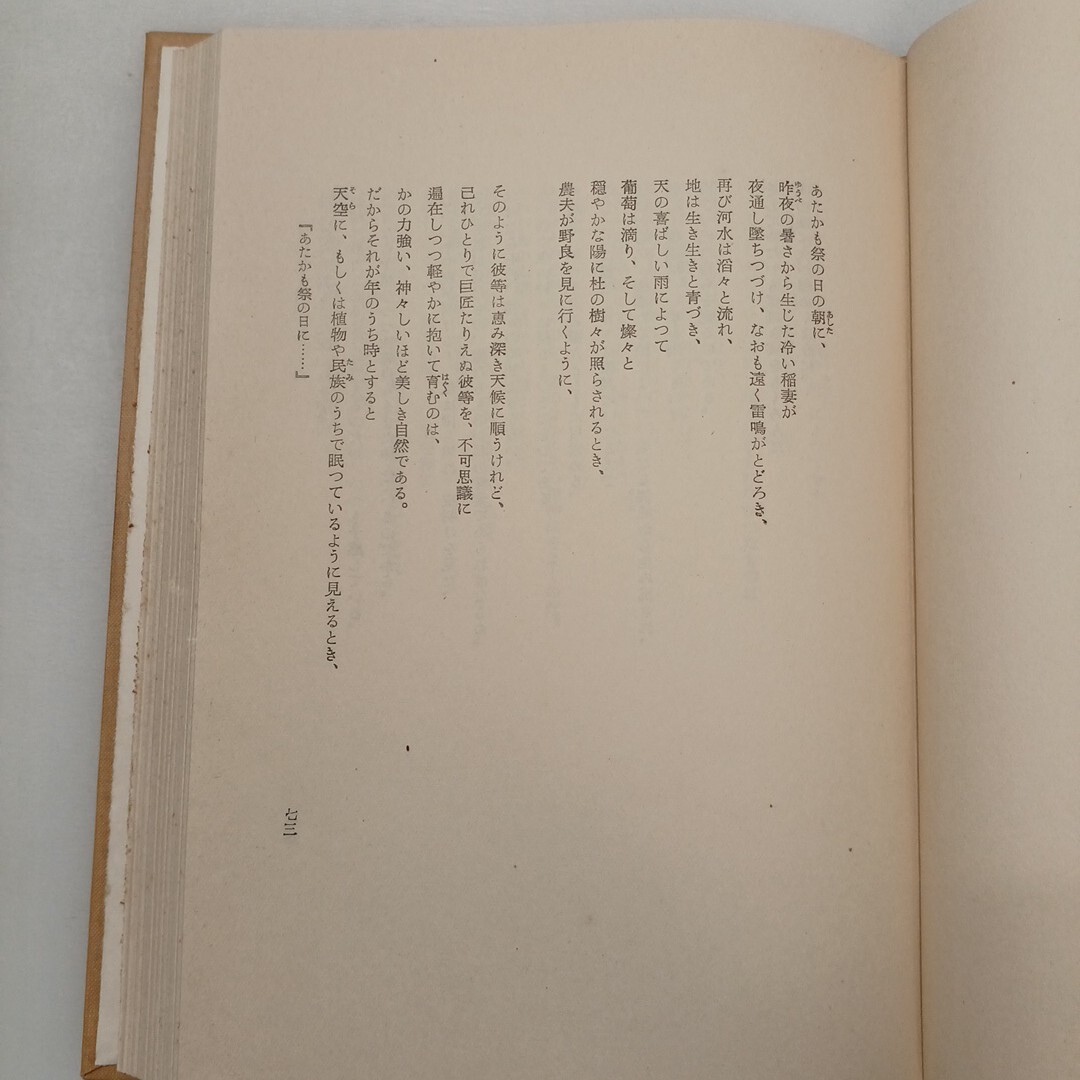 あたかも祭の日の朝に、
昨夜の暑さから生じた冷い稲妻が
夜通し墜ちつづけ、なおも遠く雷鳴がとどろき、
再び河水は滔々と流れ、
地は生き生きと青づき、
天の喜ばしい雨によつて
葡萄は滴り、そして燦々と
穏やかな陽に杜の樹々が照らされるとき、
農夫が野良を見に行くように、
そのように彼等は恵み深き天候に順うけれど、
己れひとりで巨匠たりえぬ彼等を、不可思議に
遍在しつつ軽やかに抱いて育むのは、
かの力強い、神々しいほど美しき自然である。
だからそれが年のうち時とすると
天空に、もしくは植物や民族のうちで眠つているように見えるとき、
『あたかも祭の日に……』
七三